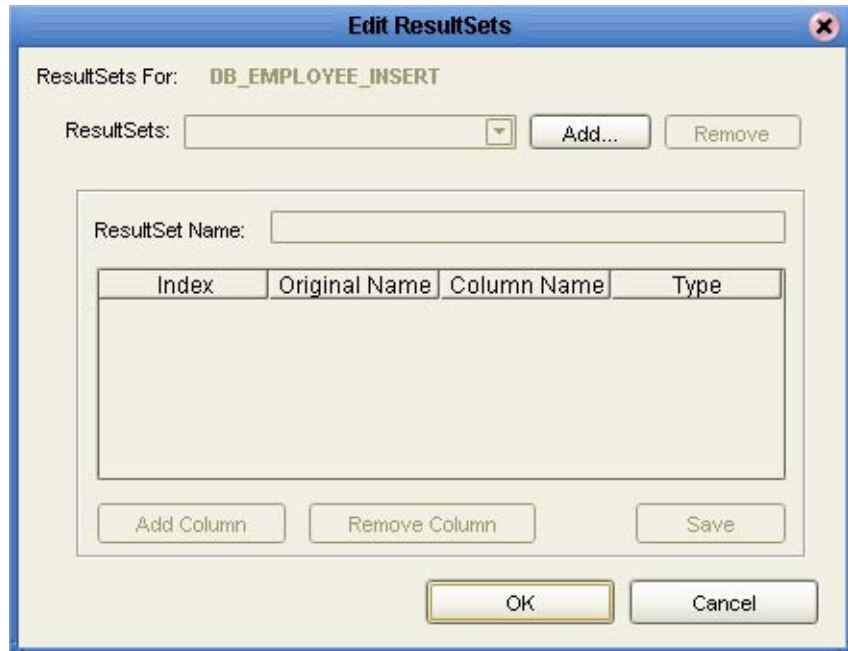 Edit ResultSets
ResultSets For: DB_EMPLOYEE_INSERT
ResultSets: Add... Remove
ResultSet Name:
Index Original Name Column Name Type
Add Column Remove Column Save
OK Cancel